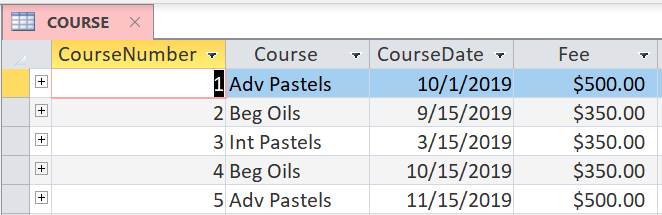 COURSE
CourseNumber Course CourseDate Fee
1 Adv Pastels 10/1/2019 $500.00
2 Beg Oils 9/15/2019 $350.00
3 Int Pastels 3/15/2019 $350.00
4 Beg Oils 10/15/2019 $350.00
5 Adv Pastels 11/15/2019 $500.00